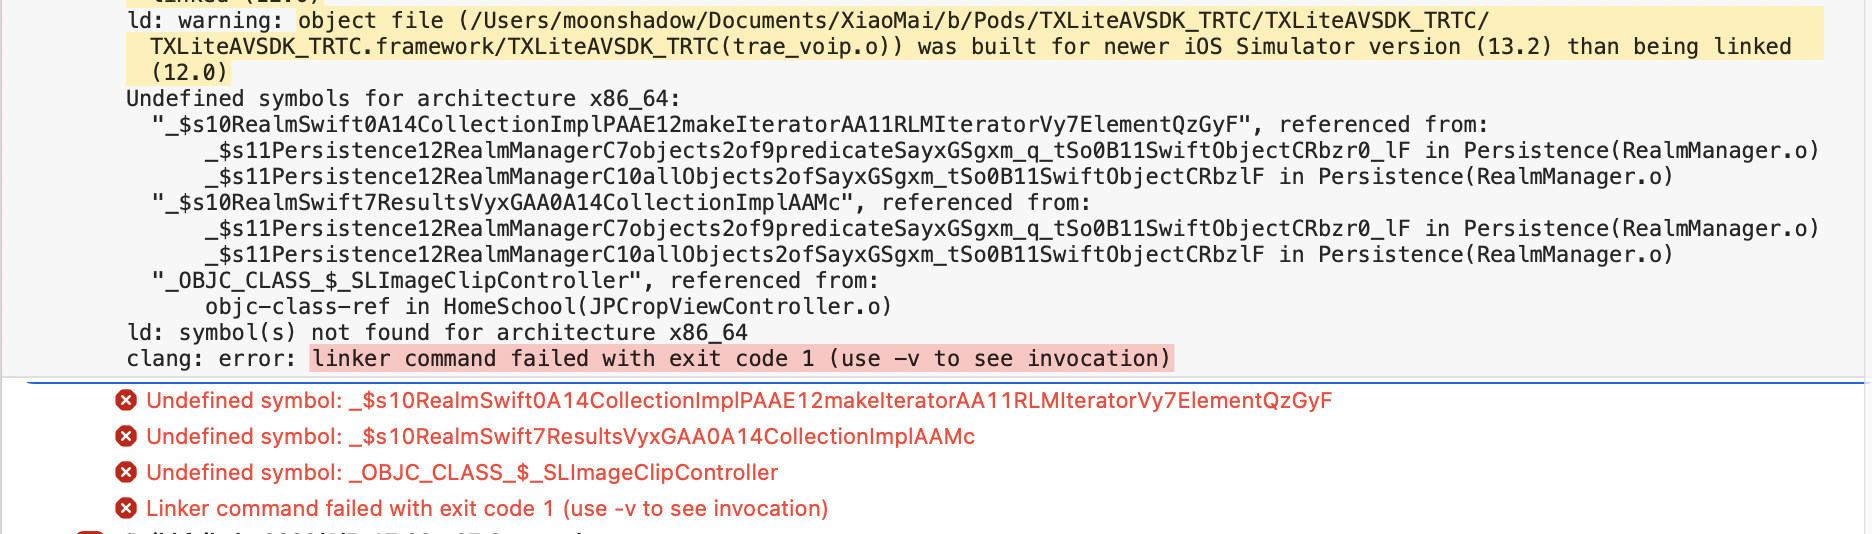 ld: warning: object file (/Users/moonshadow/Documents/XiaoMai/b/Pods/TXLiteAVSDK_TRTC/TXLiteAVSDK_TRTC/
TXLiteAVSDK_TRTC.framework/TXLiteAVSDK_TRTC(trae_voip.o)) was built for newer iOS Simulator version (13.2) than being linked
(12.0)
Undefined symbols for architecture x86_64:
"_$s10RealmSwift0A14CollectionImplPAAE12makeIteratorAA11RLMIteratorVy7ElementQzGyF", referenced from:
_$s11Persistence12RealmManagerC7objects2of9predicateSayxGSgxm_q_tSo0B11SwiftObjectCRbzr0_lF in Persistence(RealmManager.o)
_$s11Persistence12RealmManagerC10allObjects2ofSayxGSgxm_tSo0B11SwiftObjectCRbzlF in Persistence(RealmManager.o)
"_$s10RealmSwift7ResultsVyxGAA0A14CollectionImplAAMc", referenced from:
_$s11Persistence12RealmManagerC7objects2of9predicateSayxGSgxm_q_tSo0B11SwiftObjectCRbzr0_lF in Persistence(RealmManager.o)
_$s11Persistence12RealmManagerC10allObjects2ofSayxGSgxm_tSo0B11SwiftObjectCRbzlF in Persistence(RealmManager.o)
"_OBJC_CLASS_$_SLImageClipController", referenced from:
objc-class-ref in HomeSchool(JPCropViewController.o)
ld: symbol(s) not found for architecture x86_64
clang: error: linker command failed with exit code 1 (use -v to see invocation)
Undefined symbol: _$s10RealmSwift0A14CollectionImplPAAE12makeIteratorAA11RLMIteratorVy7ElementQzGyF
Undefined symbol: _$s10RealmSwift7ResultsVyxGAA0A14CollectionImplAAMc
Undefined symbol: _OBJC_CLASS_$_SLImageClipController
Linker command failed with exit code 1 (use -v to see invocation)